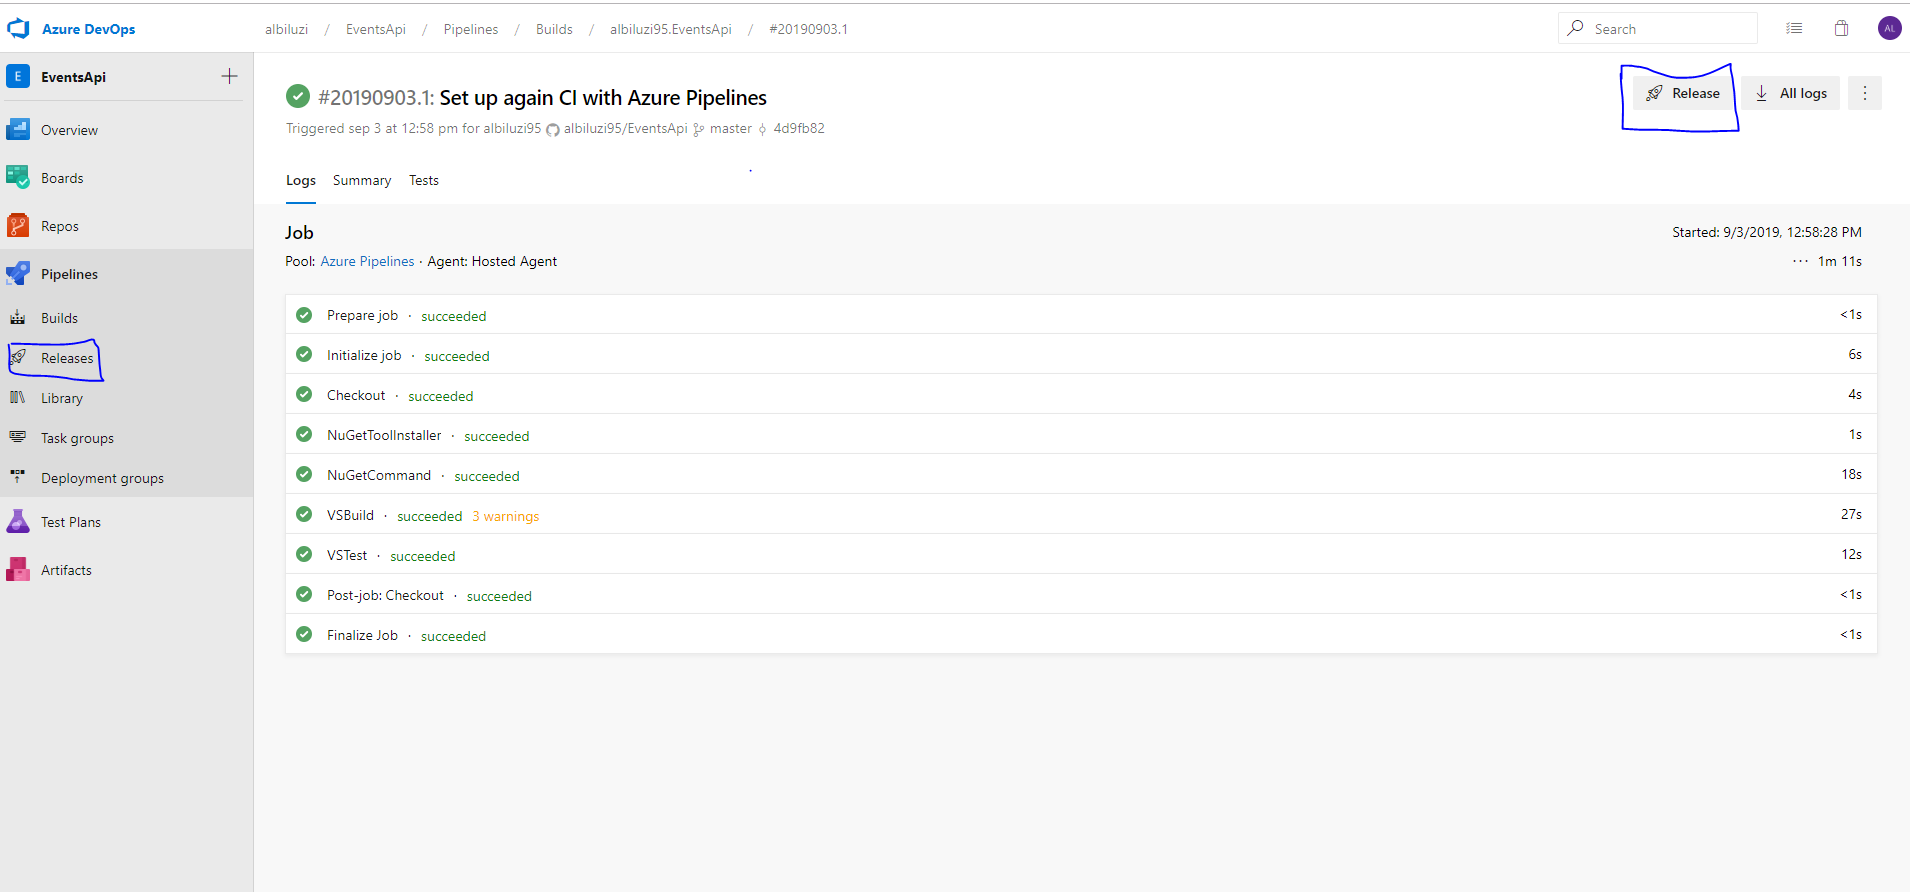 Azure DevOps
albiluzi / EventsApi / Pipelines / Builds / albiluzi95.EventsApi / #20190903.1
Search
AL
E EventsApi
Overview
Boards
Repos
Pipelines
Builds
Releases
Library
Task groups
Deployment groups
Test Plans
Artifacts
#20190903.1: Set up again CI with Azure Pipelines
Triggered sep 3 at 12:58 pm for albiluzi95 albiluzi95/EventsApi master 4d9fb82
Release
All logs
Logs Summary Tests
Job
Started: 9/3/2019, 12:58:28 PM
Pool: Azure Pipelines · Agent: Hosted Agent
··· 1m 11s
Prepare job · succeeded <1s
Initialize job · succeeded 6s
Checkout · succeeded 4s
NuGetToolInstaller · succeeded 1s
NuGetCommand · succeeded 18s
VSBuild · succeeded 3 warnings 27s
VSTest · succeeded 12s
Post-job: Checkout · succeeded <1s
Finalize Job · succeeded <1s